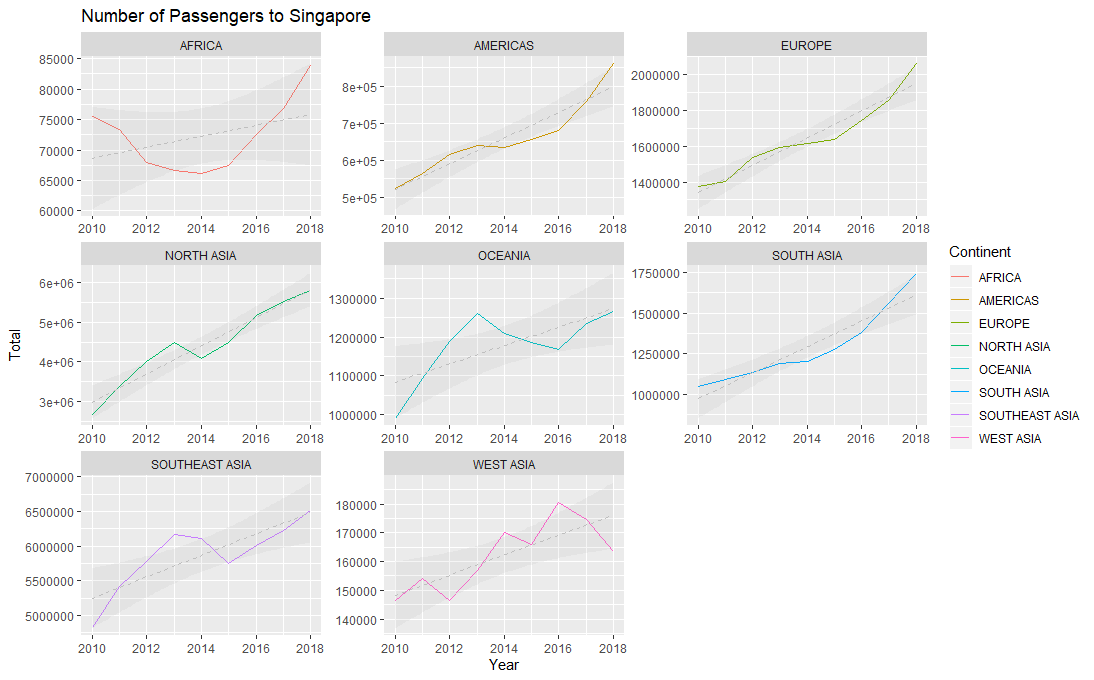 Number of Passengers to Singapore
AFRICA
85000
80000
75000
70000
65000
60000
2010 2012 2014 2016 2018
AMERICAS
8e+05
7e+05
6e+05
5e+05
2010 2012 2014 2016 2018
EUROPE
2000000
1800000
1600000
1400000
2010 2012 2014 2016 2018
NORTH ASIA
6e+06
5e+06
4e+06
3e+06
2010 2012 2014 2016 2018
OCEANIA
1300000
1200000
1100000
1000000
2010 2012 2014 2016 2018
SOUTH ASIA
1750000
1500000
1250000
1000000
2010 2012 2014 2016 2018
SOUTHEAST ASIA
7000000
6500000
6000000
5500000
5000000
2010 2012 2014 2016 2018
WEST ASIA
180000
170000
160000
150000
140000
2010 2012 2014 2016 2018
Total
Year
Continent
AFRICA
AMERICAS
EUROPE
NORTH ASIA
OCEANIA
SOUTH ASIA
SOUTHEAST ASIA
WEST ASIA